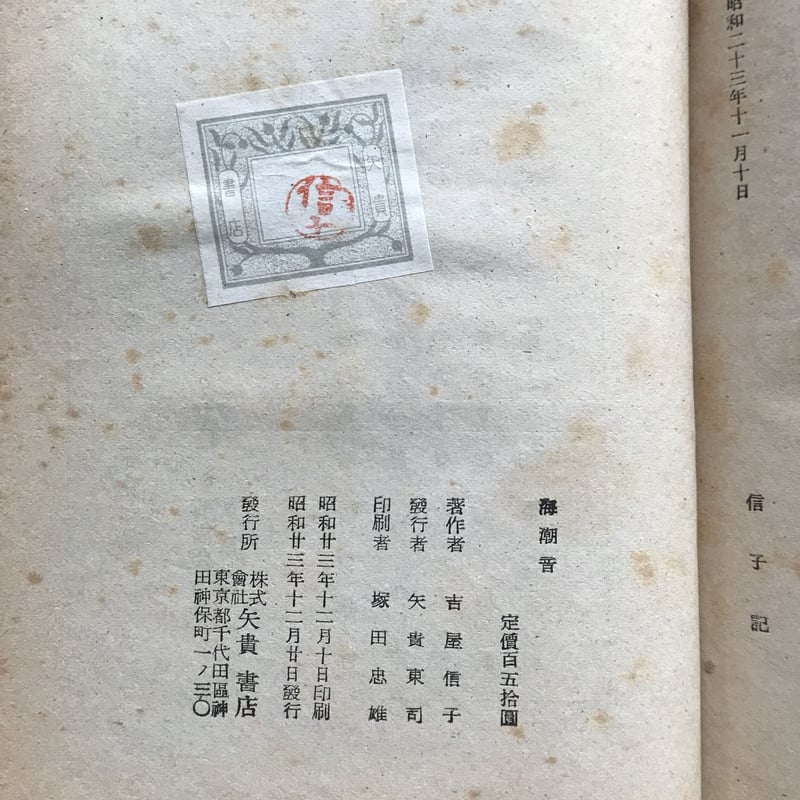 昭和二十三年十一月十日
信子記
海潮音
定價百五拾圓
著作者 吉屋信子
發行者 矢貴東司
印刷者 塚田忠雄
昭和廿三年十二月十日印刷
昭和廿三年十二月廿日發行
發行所 株式會社矢貴書店
東京都千代田區神
田神保町一ノ三〇
矢貴
書店
信子